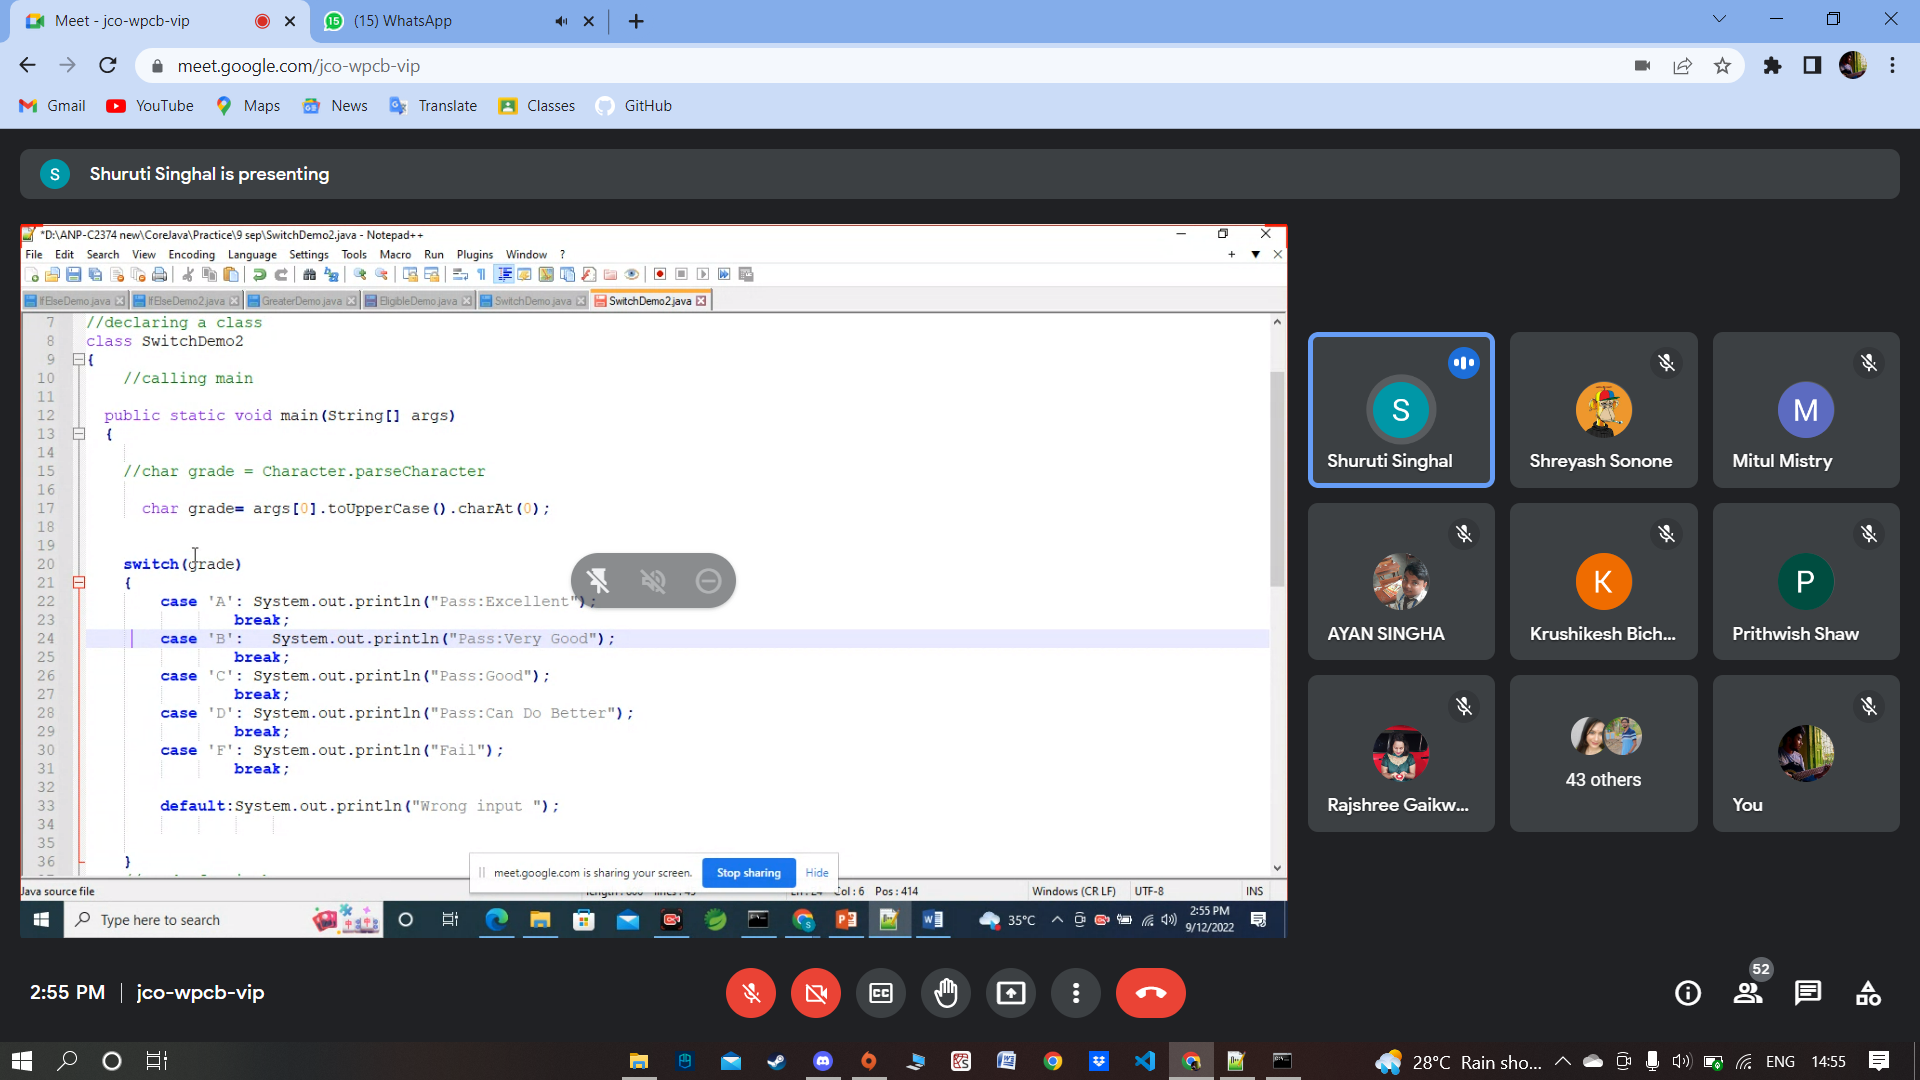 Meet - jco-wpcb-vip
15
(15) WhatsApp
meet.google.com/jco-wpcb-vip
Gmail YouTube Maps News Translate Classes GitHub
S Shuruti Singhal is presenting
*D:\ANP-C2374 new\CoreJava\Practice\9 sep\SwitchDemo2.java - Notepad++
File Edit Search View Encoding Language Settings Tools Macro Run Plugins Window ?
IfElseDemo.java IfElseDemo2.java GreaterDemo.java EligibleDemo.java SwitchDemo.java SwitchDemo2.java
7 //declaring a class
8 class SwitchDemo2
9 {
10 //calling main
11
12 public static void main(String[] args)
13 {
14
15 //char grade = Character.parseCharacter
16
17 char grade= args[0].toUpperCase().charAt(0);
18
19
20 switch(grade)
21 {
22 case 'A': System.out.println("Pass:Excellent");
23 break;
24 case 'B': System.out.println("Pass:Very Good");
25 break;
26 case 'C': System.out.println("Pass:Good");
27 break;
28 case 'D': System.out.println("Pass:Can Do Better");
29 break;
30 case 'F': System.out.println("Fail");
31 break;
32
33 default:System.out.println("Wrong input ");
34
35
36 }
meet.google.com is sharing your screen. Stop sharing Hide
Java source file Col : 6 Pos : 414 Windows (CR LF) UTF-8 INS
Type here to search
35°C
2:55 PM
9/12/2022
S
Shuruti Singhal
Shreyash Sonone
M
Mitul Mistry
AYAN SINGHA
K
Krushikesh Bich...
P
Prithwish Shaw
Rajshree Gaikw...
43 others
You
2:55 PM | jco-wpcb-vip
CC
52
28°C Rain sho...
ENG
14:55